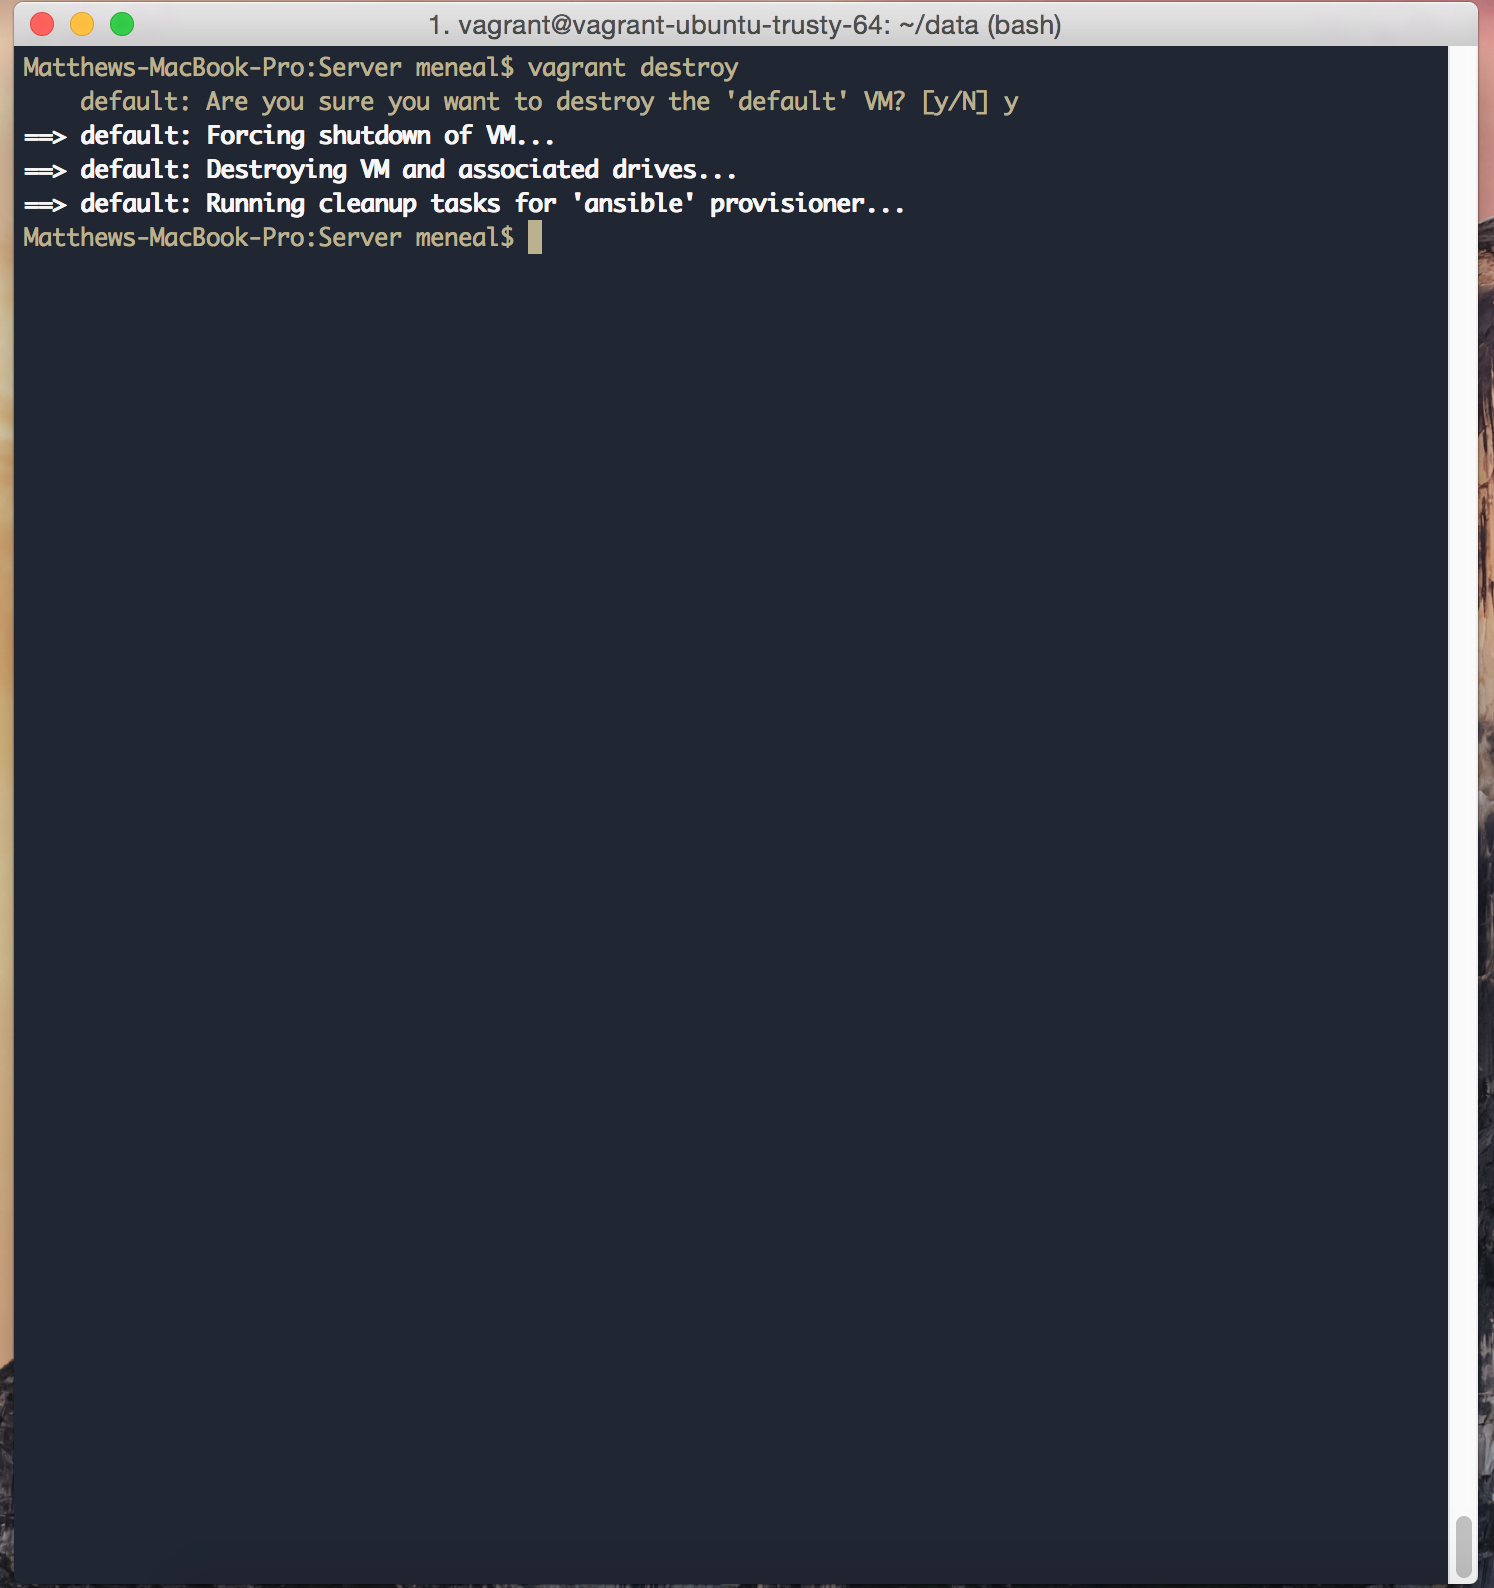 1. vagrant@vagrant-ubuntu-trusty-64: ~/data (bash)
Matthews-MacBook-Pro:Server meneal$ vagrant destroy
    default: Are you sure you want to destroy the 'default' VM? [y/N] y
==> default: Forcing shutdown of VM...
==> default: Destroying VM and associated drives...
==> default: Running cleanup tasks for 'ansible' provisioner...
Matthews-MacBook-Pro:Server meneal$